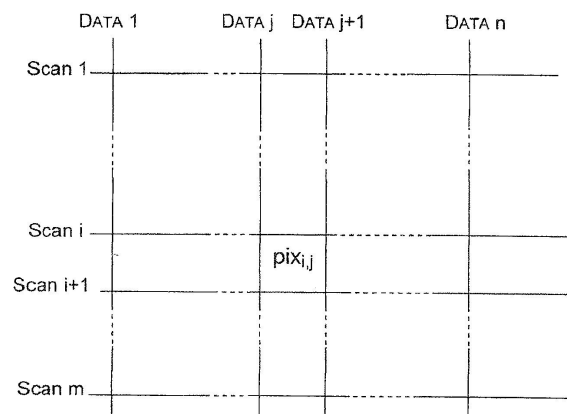 DATA 1 DATA j DATA j+1 DATA n
Scan 1
Scan i
pixi,j
Scan i+1
Scan m